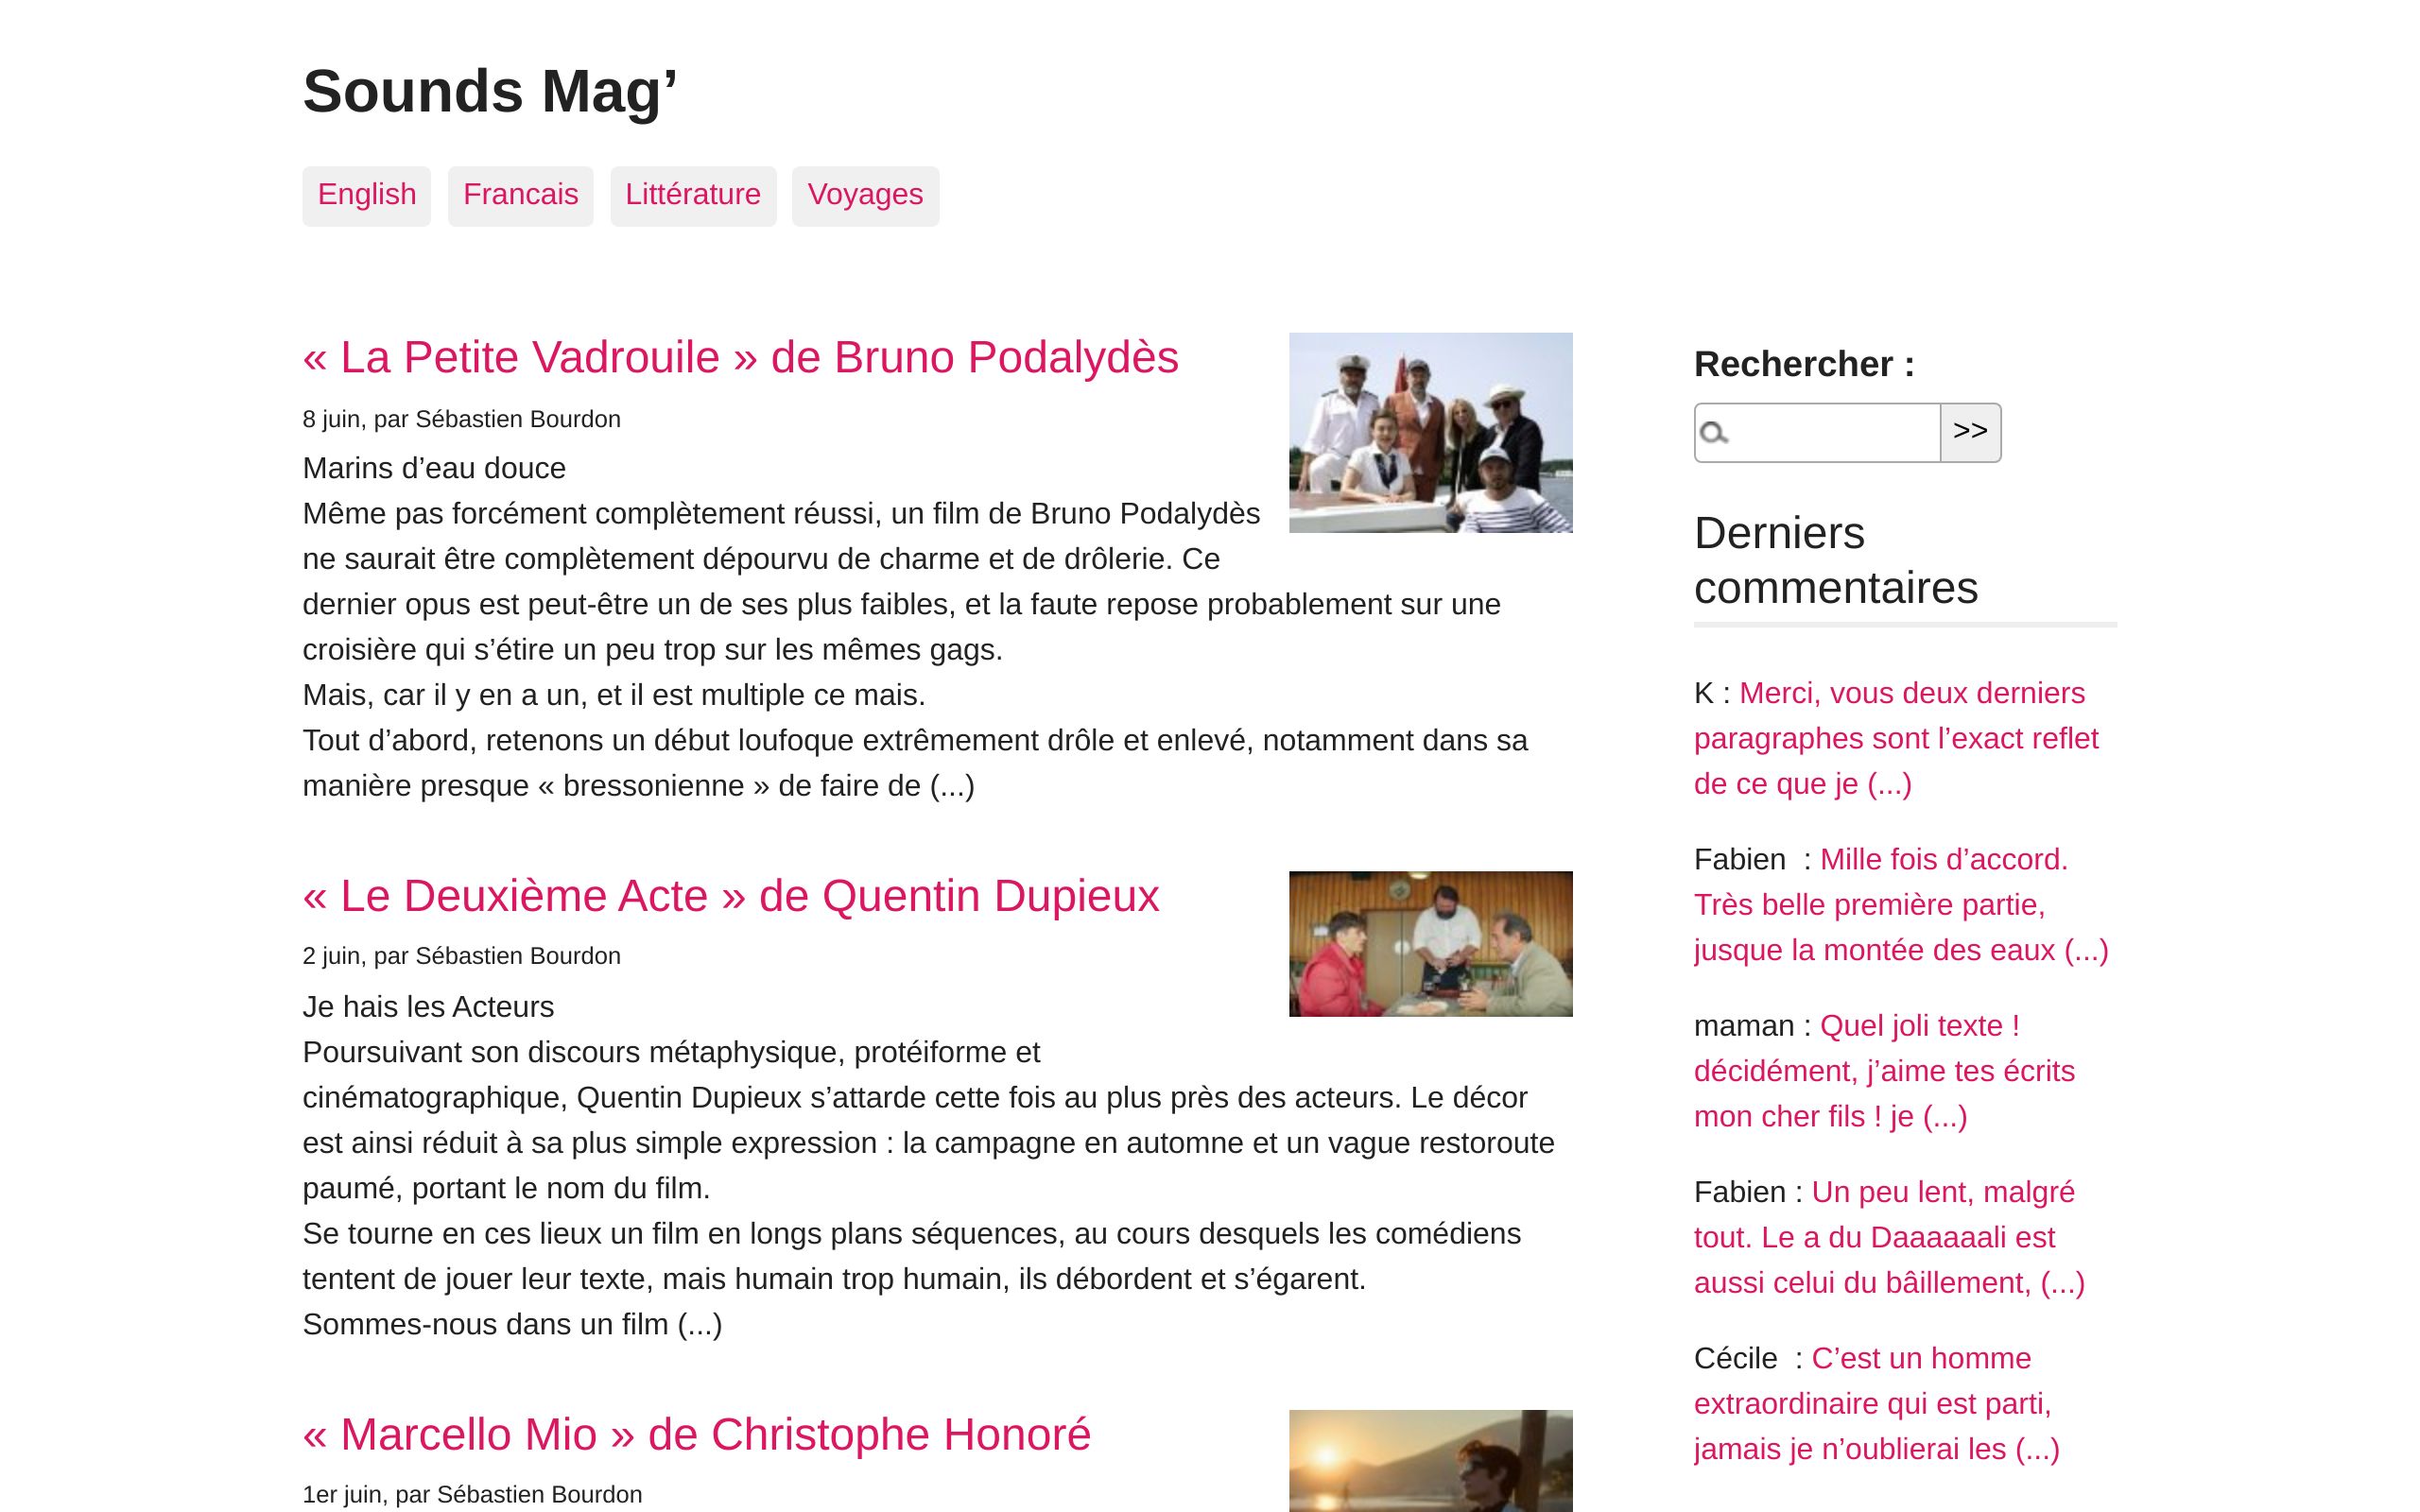 Sounds Mag’
English
Francais
Littérature
Voyages
« La Petite Vadrouile » de Bruno Podalydès
8 juin, par Sébastien Bourdon
Marins d’eau douce
Même pas forcément complètement réussi, un film de Bruno Podalydès
ne saurait être complètement dépourvu de charme et de drôlerie. Ce
dernier opus est peut-être un de ses plus faibles, et la faute repose probablement sur une
croisière qui s’étire un peu trop sur les mêmes gags.
Mais, car il y en a un, et il est multiple ce mais.
Tout d’abord, retenons un début loufoque extrêmement drôle et enlevé, notamment dans sa
manière presque « bressonienne » de faire de (...)
« Le Deuxième Acte » de Quentin Dupieux
2 juin, par Sébastien Bourdon
Je hais les Acteurs
Poursuivant son discours métaphysique, protéiforme et
cinématographique, Quentin Dupieux s’attarde cette fois au plus près des acteurs. Le décor
est ainsi réduit à sa plus simple expression : la campagne en automne et un vague restoroute
paumé, portant le nom du film.
Se tourne en ces lieux un film en longs plans séquences, au cours desquels les comédiens
tentent de jouer leur texte, mais humain trop humain, ils débordent et s’égarent.
Sommes-nous dans un film (...)
« Marcello Mio » de Christophe Honoré
1er juin, par Sébastien Bourdon
Rechercher :
>>
Derniers
commentaires
K : Merci, vous deux derniers
paragraphes sont l’exact reflet
de ce que je (...)
Fabien  : Mille fois d’accord.
Très belle première partie,
jusque la montée des eaux (...)
maman : Quel joli texte !
décidément, j’aime tes écrits
mon cher fils ! je (...)
Fabien : Un peu lent, malgré
tout. Le a du Daaaaaali est
aussi celui du bâillement, (...)
Cécile  : C’est un homme
extraordinaire qui est parti,
jamais je n’oublierai les (...)